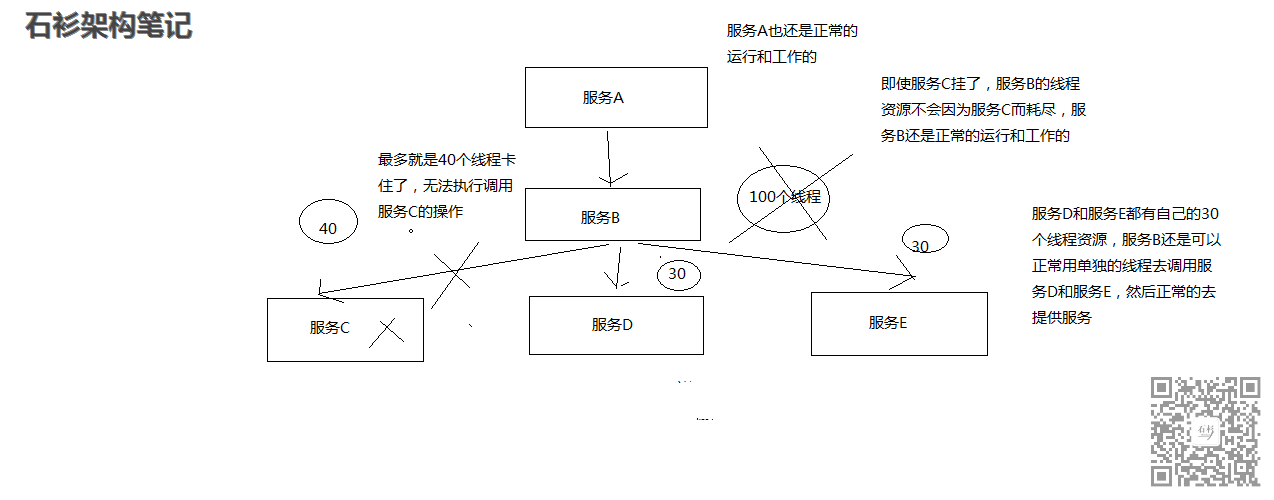 石衫架构笔记
服务A也还是正常的
运行和工作的
服务A
即使服务C挂了，服务B的线程
资源不会因为服务C而耗尽，服
务B还是正常的运行和工作的
最多就是40个线程卡
住了，无法执行调用
服务C的操作
100个线程
服务B
40
30
30
服务D和服务E都有自己的30
个线程资源，服务B还是可以
正常用单独的线程去调用服
务D和服务E，然后正常的去
提供服务
服务C
服务D
服务E
石杉